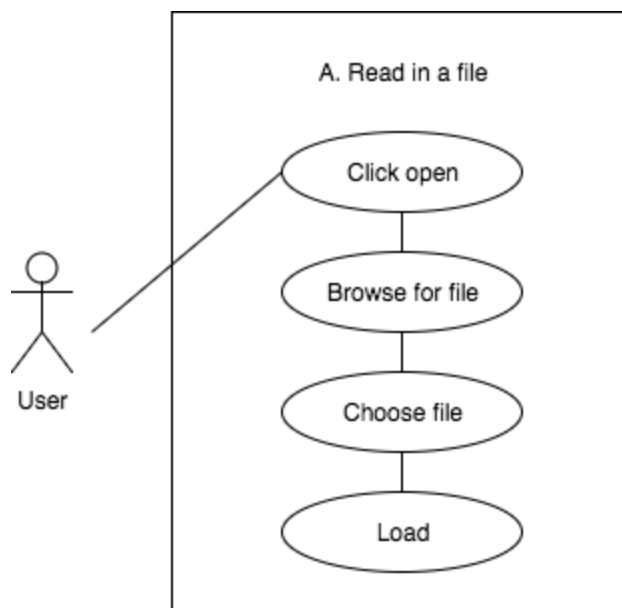 A. Read in a file
Click open
Browse for file
Choose file
User
Load